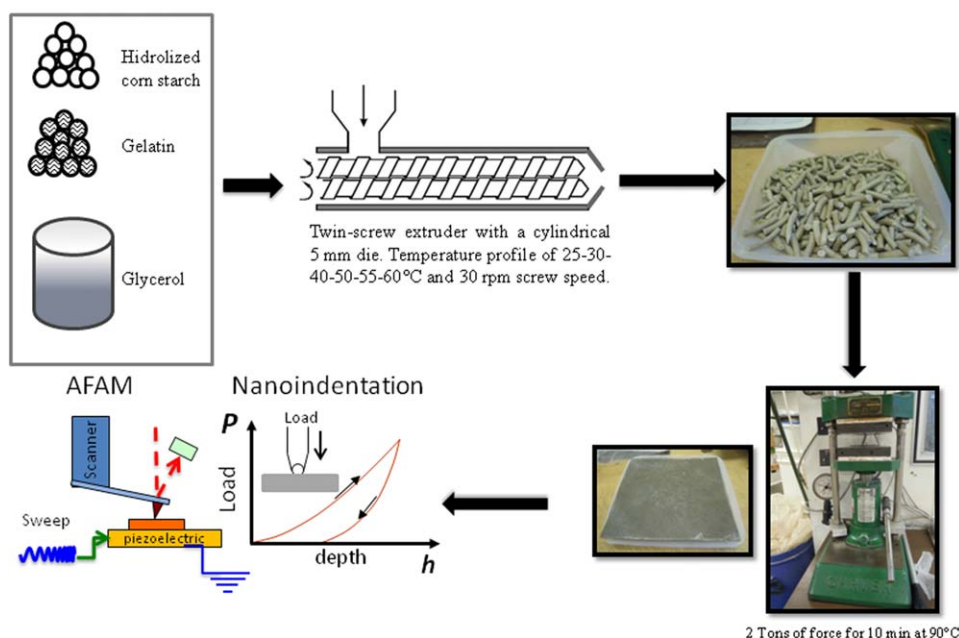 Hidrolized
corn starch
Gelatin
Glycerol
Twin-screw extruder with a cylindrical
5 mm die. Temperature profile of 25-30-
40-50-55-60°C and 30 rpm screw speed.
2 Tons of force for 10 min at 90°C
AFAM
Scanner
Sweep
piezoelectric
Nanoindentation
P
Load
Load
depth
h